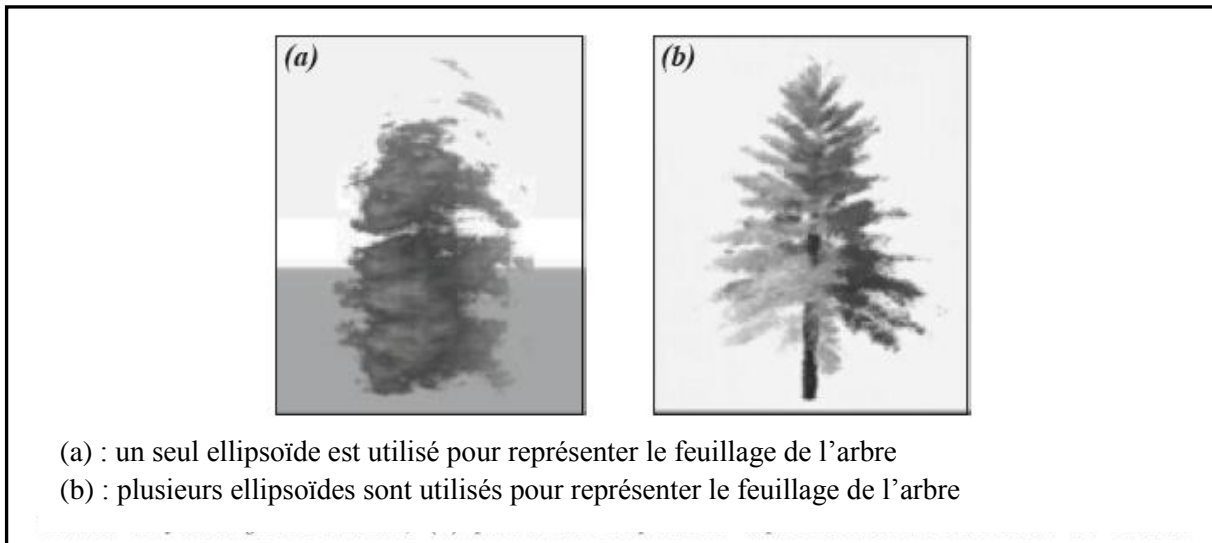 (a)
(b)
(a) : un seul ellipsoïde est utilisé pour représenter le feuillage de l’arbre
(b) : plusieurs ellipsoïdes sont utilisés pour représenter le feuillage de l’arbre